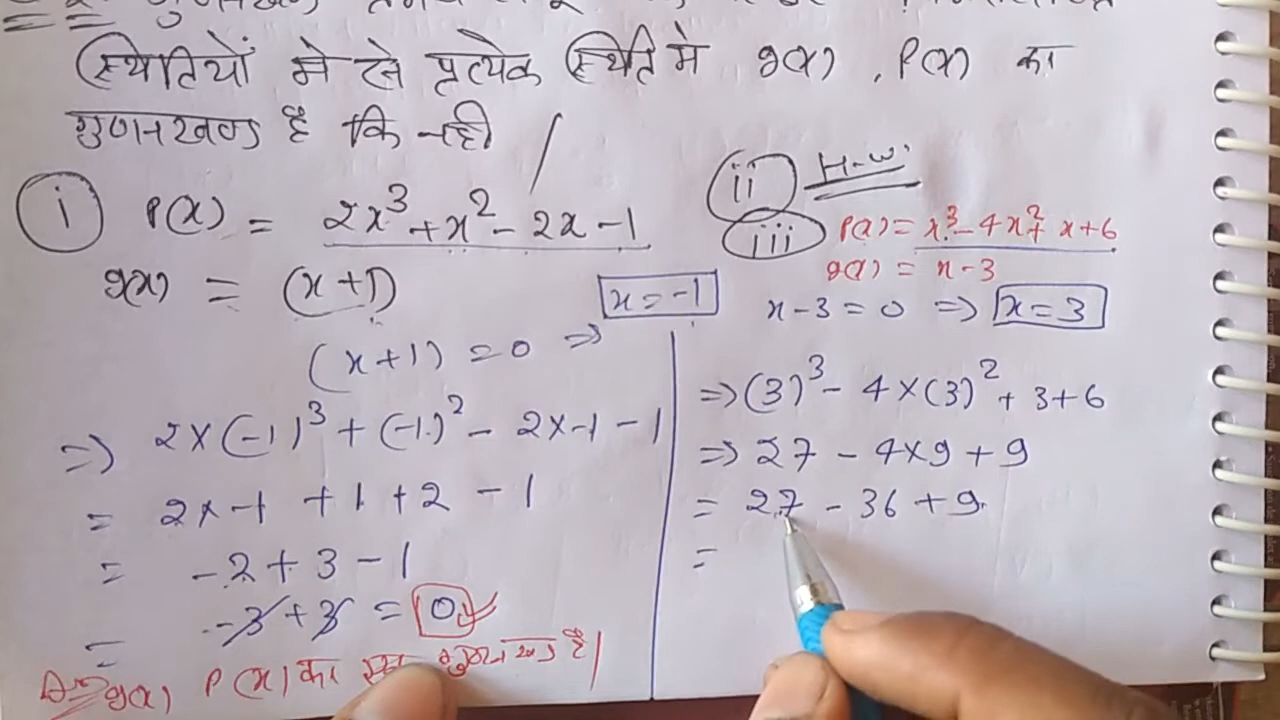 स्थितियों मे से प्रत्येक स्थिति मे g(x) , P(x) का
गुणनखण्ड है कि नही /
(i) P(x) = 2x³ + x² - 2x - 1
g(x) = (x+1)
(x+1) = 0 ⇒ x = -1
⇒ 2×(-1)³ + (-1)² - 2×-1 - 1
= 2×-1 + 1 + 2 - 1
= -2 + 3 - 1
= -3 + 3 = 0
g(x) P(x) का एक गुणनखण्ड है/
(ii) H.w.
(iii) P(x) = x³ - 4x² + x + 6
g(x) = x - 3
x - 3 = 0 ⇒ x = 3
⇒ (3)³ - 4×(3)² + 3 + 6
⇒ 27 - 4×9 + 9
= 27 - 36 + 9
=